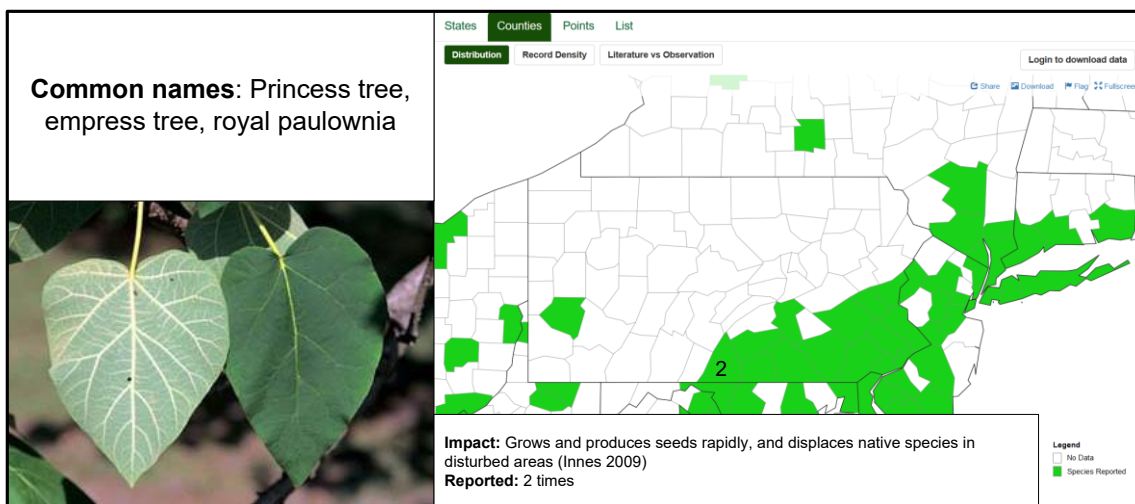 Common names: Princess tree,
empress tree, royal paulownia
States Counties Points List
Distribution Record Density Literature vs Observation
Login to download data
Share Download Flag Fullscreen
2
Impact: Grows and produces seeds rapidly, and displaces native species in
disturbed areas (Innes 2009)
Reported: 2 times
Legend
No Data
Species Reported